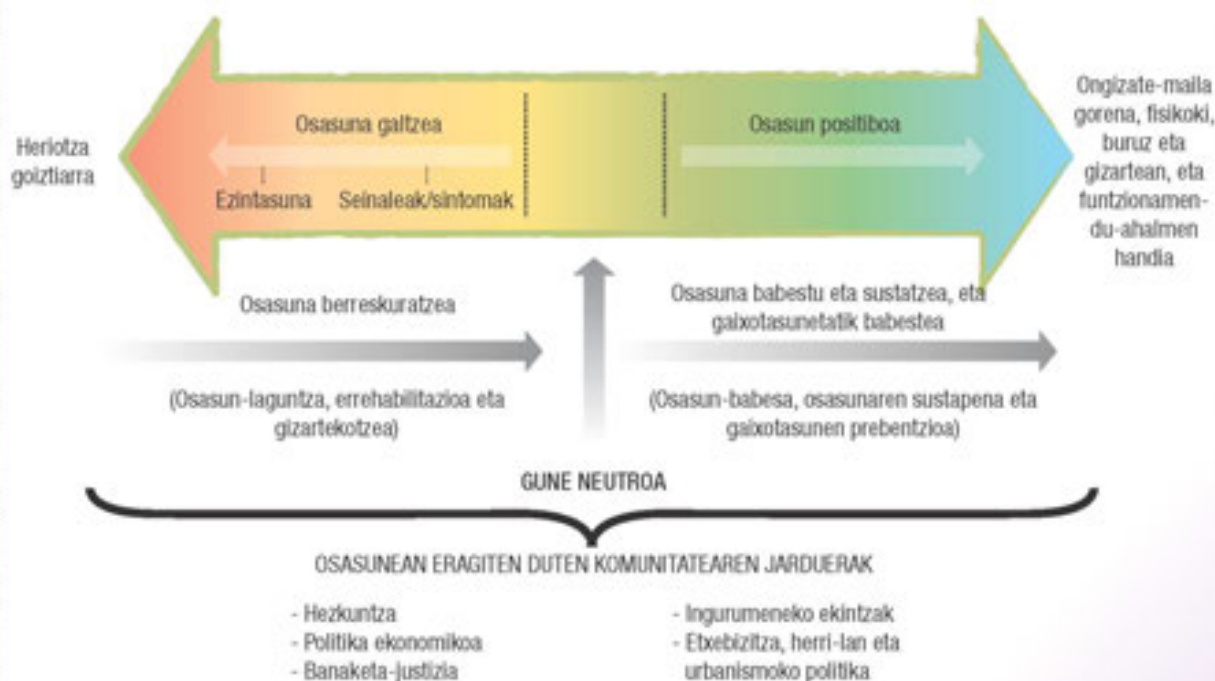 Heriotza
goiztiarra
Osasuna galtzea
Ezintasuna
Seinaleak/sintomak
Osasun positiboa
Ongizate-maila
gorena, fisikoki,
buruz eta
gizartean, eta
funtzionamen-
du-ahalmen
handia
Osasuna berreskuratzea
(Osasun-laguntza, errehabilitazioa eta
gizartekotzea)
Osasuna babestu eta sustatzea, eta
gaixotasunetatik babestea
(Osasun-babesa, osasunaren sustapena eta
gaixotasunen prebentzioa)
GUNE NEUTROA
OSASUNEAN ERAGITEN DUTEN KOMUNITATEAREN JARDUERAK
- Hezkuntza
- Politika ekonomikoa
- Banaketa-justizia
- Ingurumeneko ekintzak
- Etxebizitza, herri-lan eta
urbanismoko politika